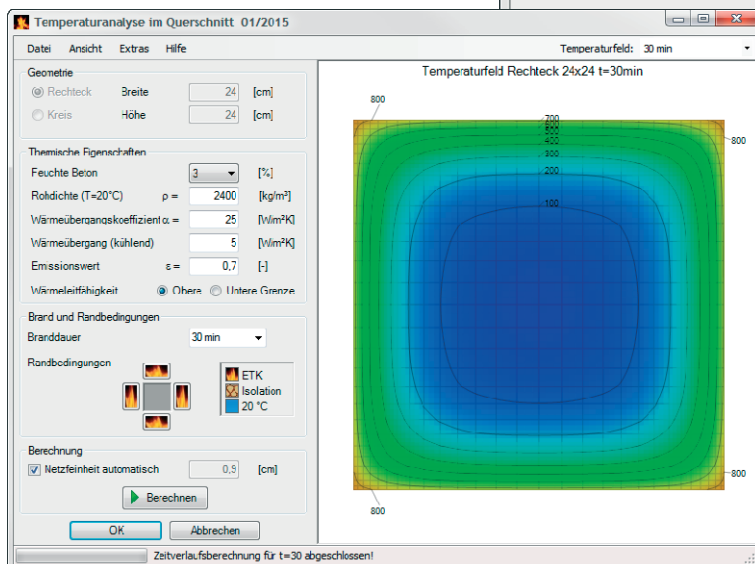 Temperaturanalyse im Querschnitt 01/2015
Datei Ansicht Extras Hilfe Temperaturfeld: 30 min
Geometrie
Rechteck Breite 24 [cm]
Kreis Höhe 24 [cm]
Thermische Eigenschaften
Feuchte Beton 3 [%]
Rohdichte (T=20°C) ρ = 2400 [kg/m³]
Wärmeübergangskoeffizient α = 25 [W/m²K]
Wärmeübergang (kühlend) 5 [W/m²K]
Emissionswert ε = 0,7 [-]
Wärmeleitfähigkeit Obere Untere Grenze
Brand und Randbedingungen
Branddauer 30 min
Randbedingungen
ETK
Isolation
20 °C
Berechnung
Netzfeinheit automatisch 0,9 [cm]
Berechnen
OK Abbrechen
Zeitverlaufsberechnung für t=30 abgeschlossen!
Temperaturfeld Rechteck 24x24 t=30min
800
800
700
400
300
200
100
800
800